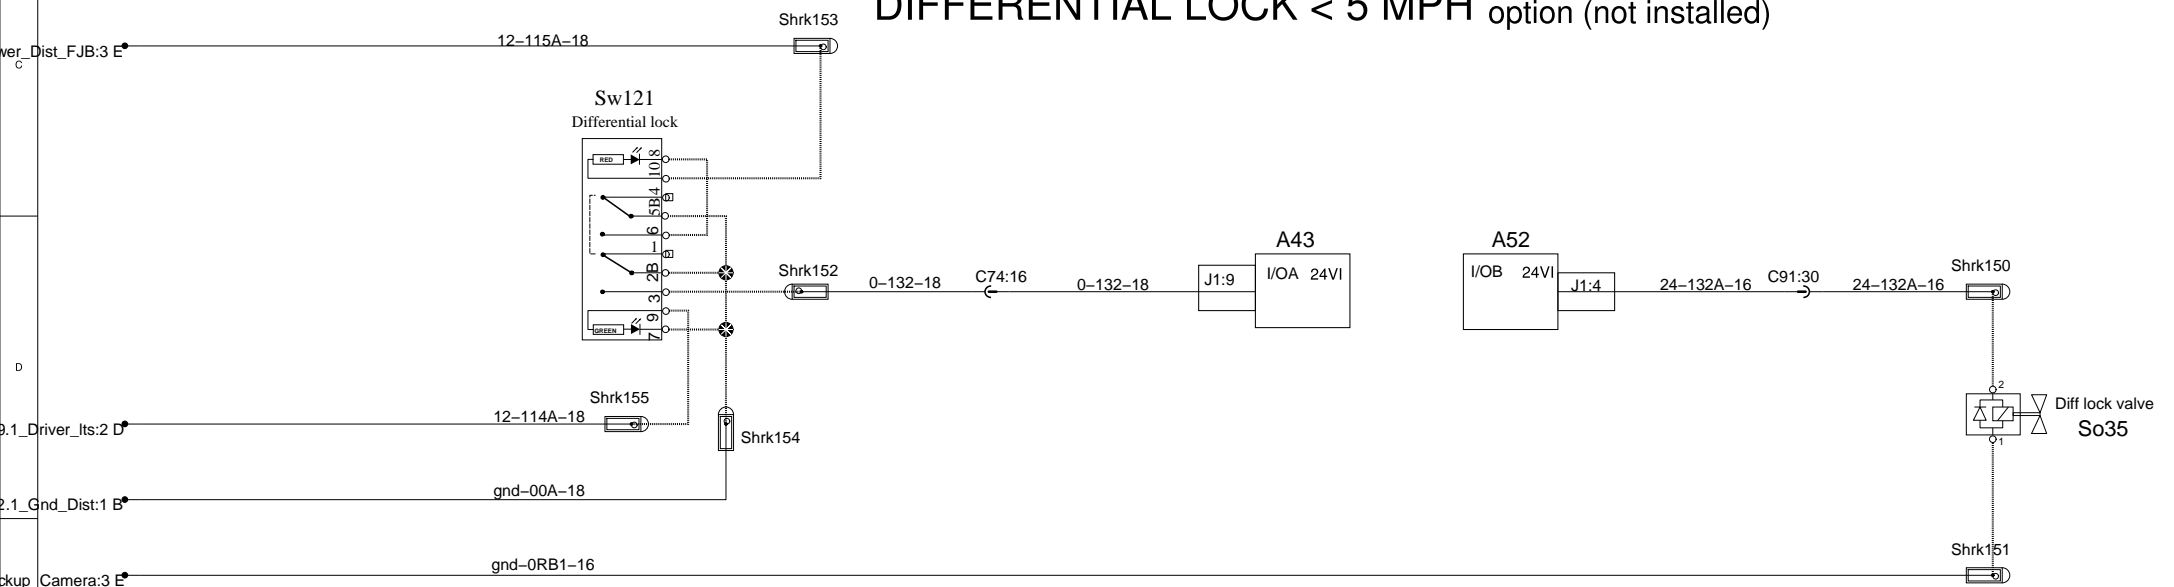 DIFFERENTIAL LOCK < 5 MPH option (not installed)
Shrk153
12–115A–18
wer_Dist_FJB:3 E
C
Sw121
Differential lock
RED
8
10
4
5B
6
1
2B
3
9
7
GREEN
Shrk152
0–132–18
C74:16
0–132–18
J1:9
A43
I/OA 24VI
A52
I/OB 24VI
J1:4
24–132A–16
C91:30
24–132A–16
Shrk150
D
Shrk155
12–114A–18
9.1_Driver_lts:2 D
Shrk154
2
Diff lock valve
So35
1
gnd–00A–18
2.1_Gnd_Dist:1 B
Shrk151
gnd–0RB1–16
ckup_Camera:3 E